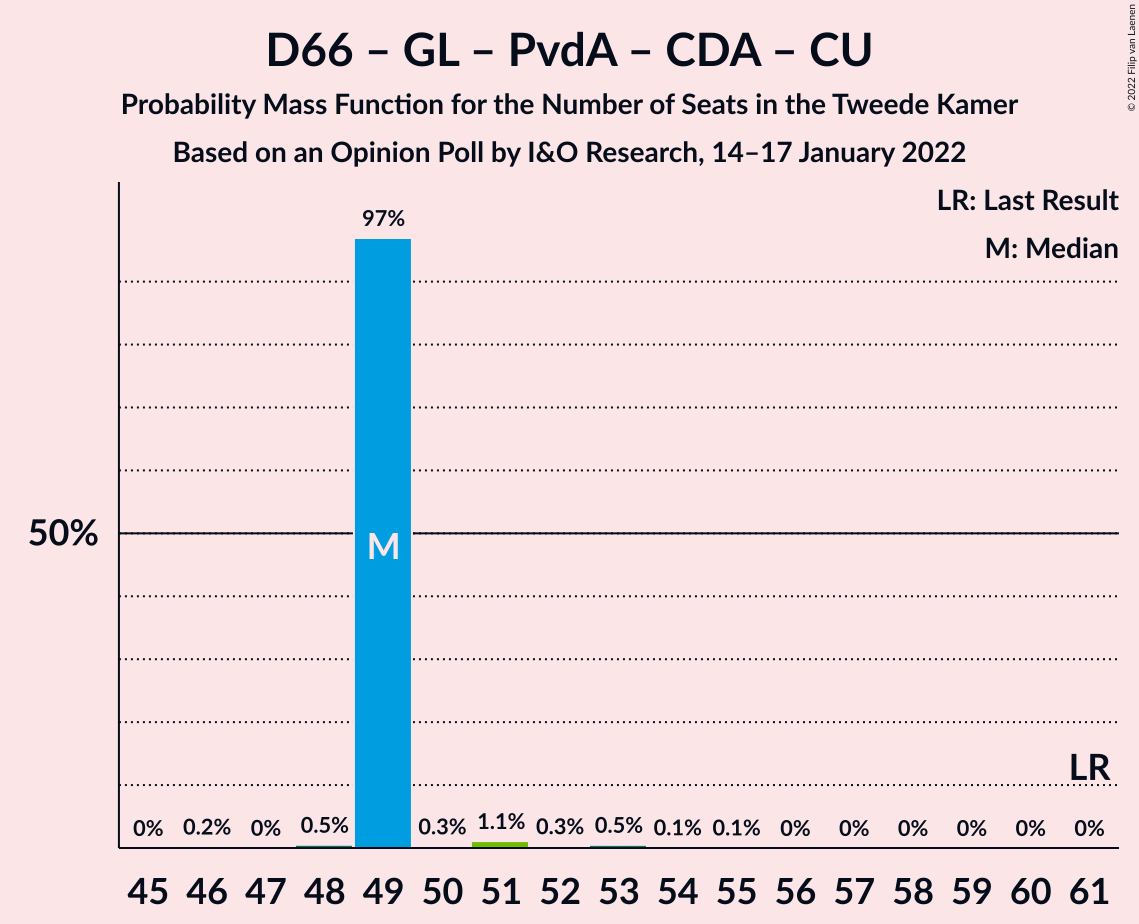 D66 – GL – PvdA – CDA – CU
Probability Mass Function for the Number of Seats in the Tweede Kamer
Based on an Opinion Poll by I&O Research, 14–17 January 2022
© 2022 Filip van Laenen
LR: Last Result
M: Median
97%
50%
M
LR
0% 0.2% 0% 0.5% 0.3% 1.1% 0.3% 0.5% 0.1% 0.1% 0% 0% 0% 0% 0% 0%
45 46 47 48 49 50 51 52 53 54 55 56 57 58 59 60 61